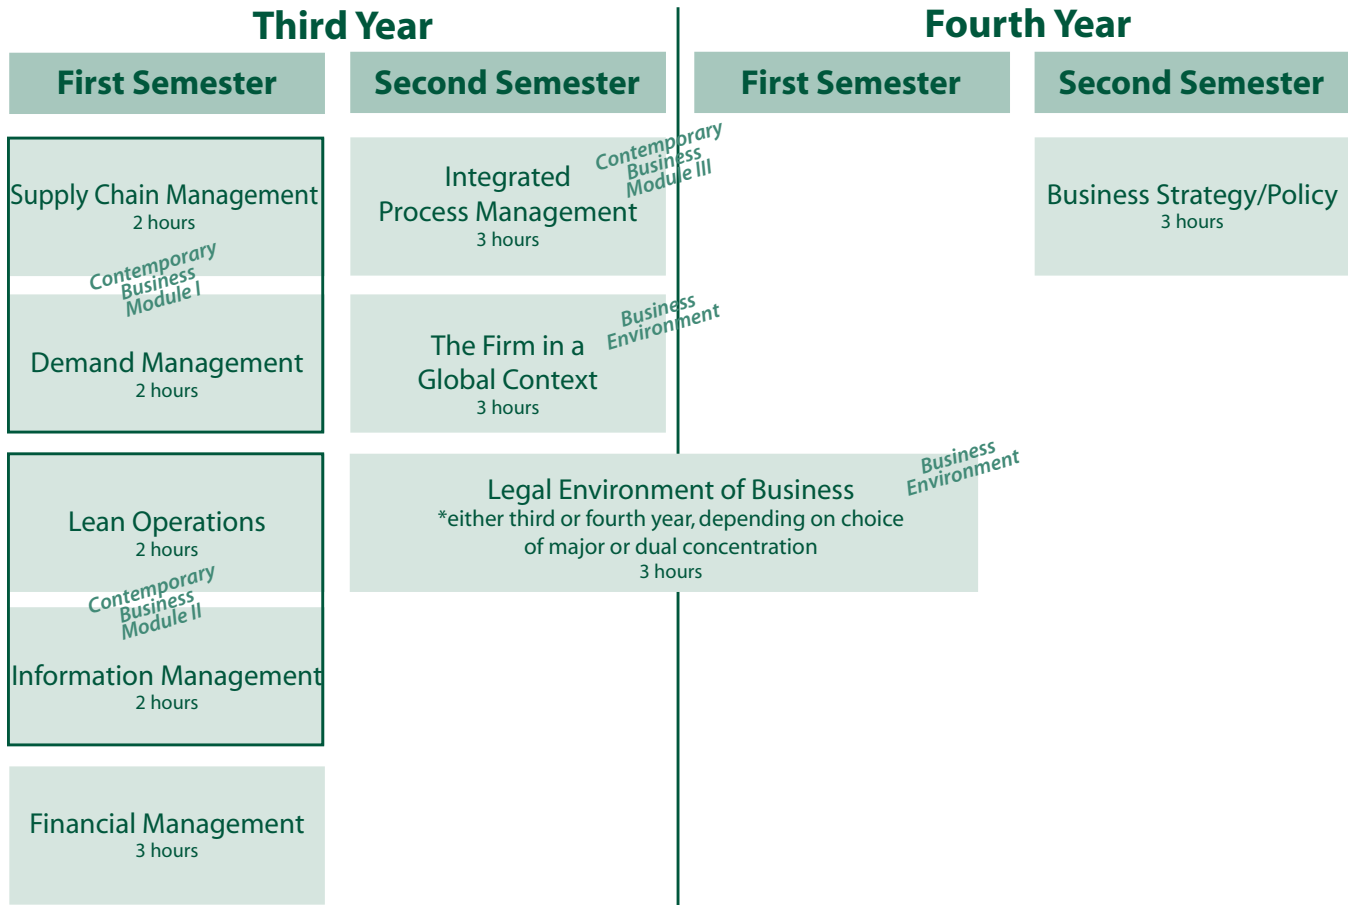 Third Year
Fourth Year
First Semester
Second Semester
First Semester
Second Semester
Supply Chain Management
2 hours
Contemporary
Business
Module I
Demand Management
2 hours
Lean Operations
2 hours
Contemporary
Business
Module II
Information Management
2 hours
Financial Management
3 hours
Contemporary
Business
Module III
Integrated
Process Management
3 hours
Business
Environment
The Firm in a
Global Context
3 hours
Business
Environment
Legal Environment of Business
*either third or fourth year, depending on choice
of major or dual concentration
3 hours
Business Strategy/Policy
3 hours